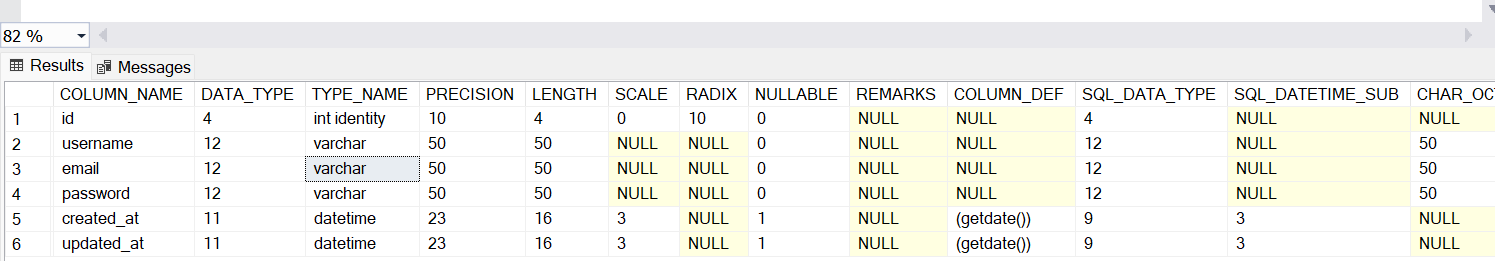 82 %
Results Messages
COLUMN_NAME DATA_TYPE TYPE_NAME PRECISION LENGTH SCALE RADIX NULLABLE REMARKS COLUMN_DEF SQL_DATA_TYPE SQL_DATETIME_SUB CHAR_OCT
1 id 4 int identity 10 4 0 10 0 NULL NULL 4 NULL NULL
2 username 12 varchar 50 50 NULL NULL 0 NULL NULL 12 NULL 50
3 email 12 varchar 50 50 NULL NULL 0 NULL NULL 12 NULL 50
4 password 12 varchar 50 50 NULL NULL 0 NULL NULL 12 NULL 50
5 created_at 11 datetime 23 16 3 NULL 1 NULL (getdate()) 9 3 NULL
6 updated_at 11 datetime 23 16 3 NULL 1 NULL (getdate()) 9 3 NULL